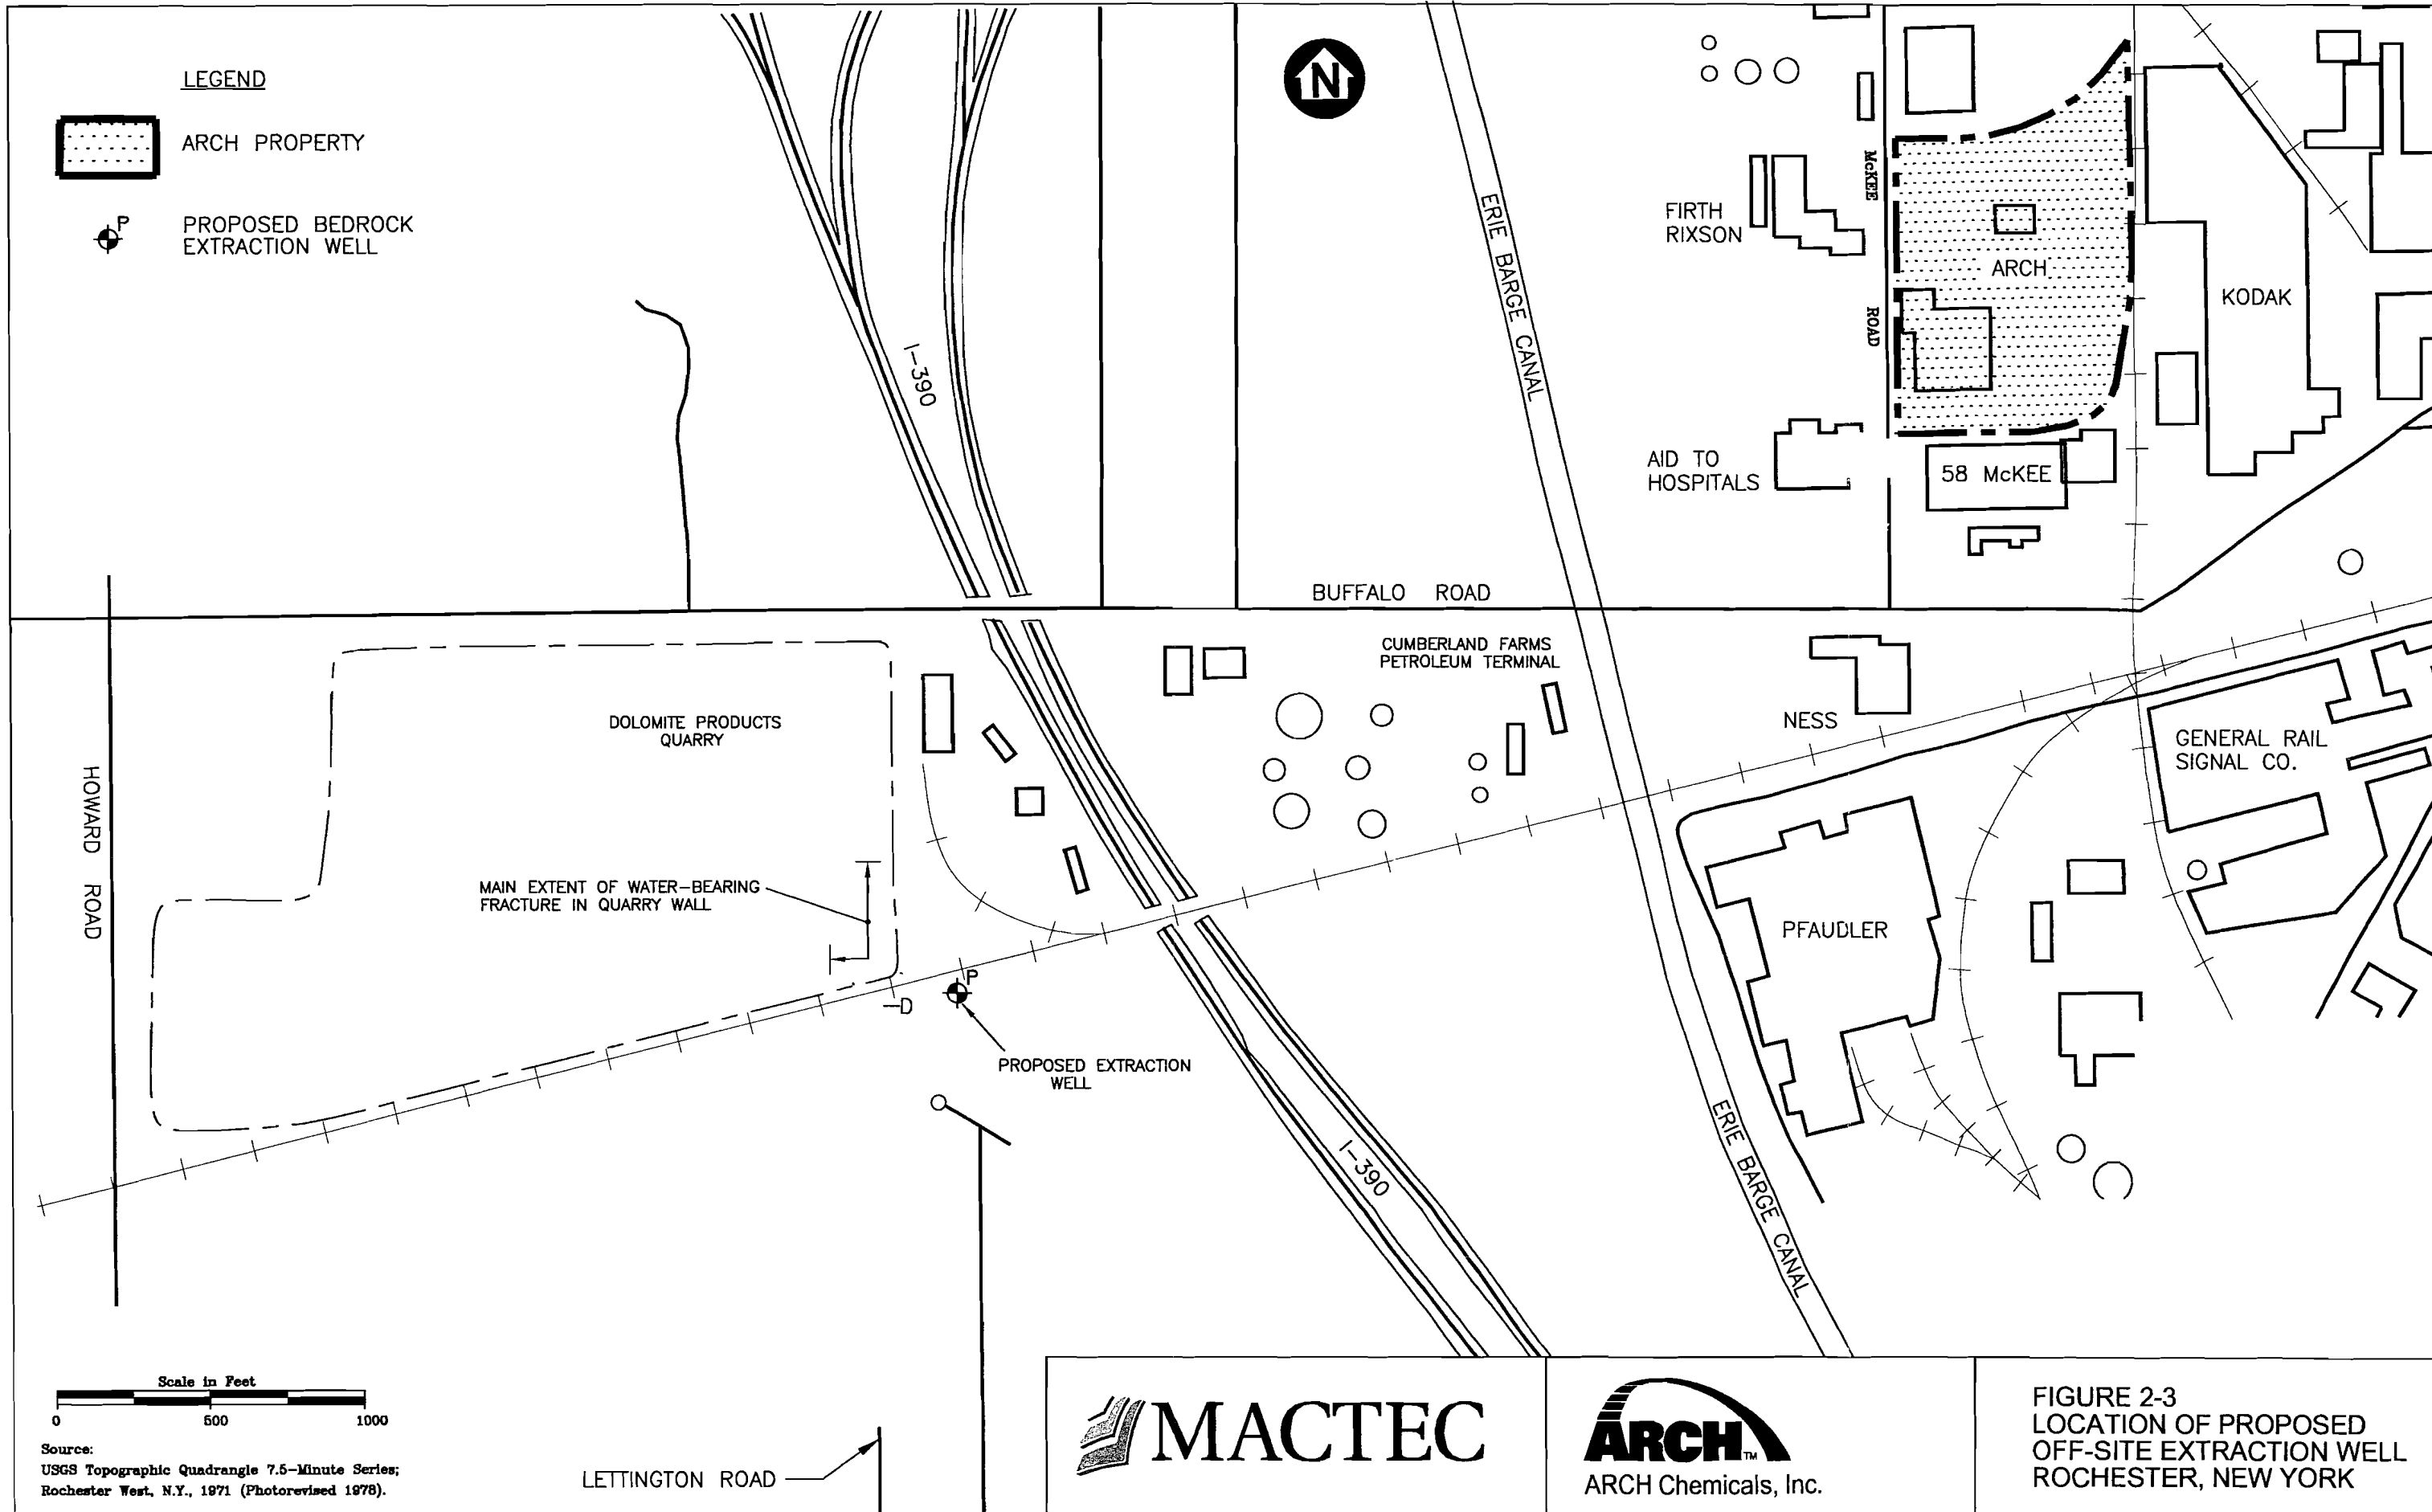 LEGEND
ARCH PROPERTY
P
PROPOSED BEDROCK
EXTRACTION WELL
N
I-390
ERIE BARGE CANAL
FIRTH
RIXSON
McKEE
ROAD
ARCH
KODAK
AID TO
HOSPITALS
58 McKEE
BUFFALO ROAD
HOWARD ROAD
DOLOMITE PRODUCTS
QUARRY
CUMBERLAND FARMS
PETROLEUM TERMINAL
NESS
GENERAL RAIL
SIGNAL CO.
MAIN EXTENT OF WATER-BEARING
FRACTURE IN QUARRY WALL
PFAUDLER
P
-D
PROPOSED EXTRACTION
WELL
I-390
ERIE BARGE CANAL
Scale in Feet
0 500 1000
Source:
USGS Topographic Quadrangle 7.5-Minute Series;
Rochester West, N.Y., 1971 (Photorevised 1978).
LETTINGTON ROAD
MACTEC
ARCH TM
ARCH Chemicals, Inc.
FIGURE 2-3
LOCATION OF PROPOSED
OFF-SITE EXTRACTION WELL
ROCHESTER, NEW YORK